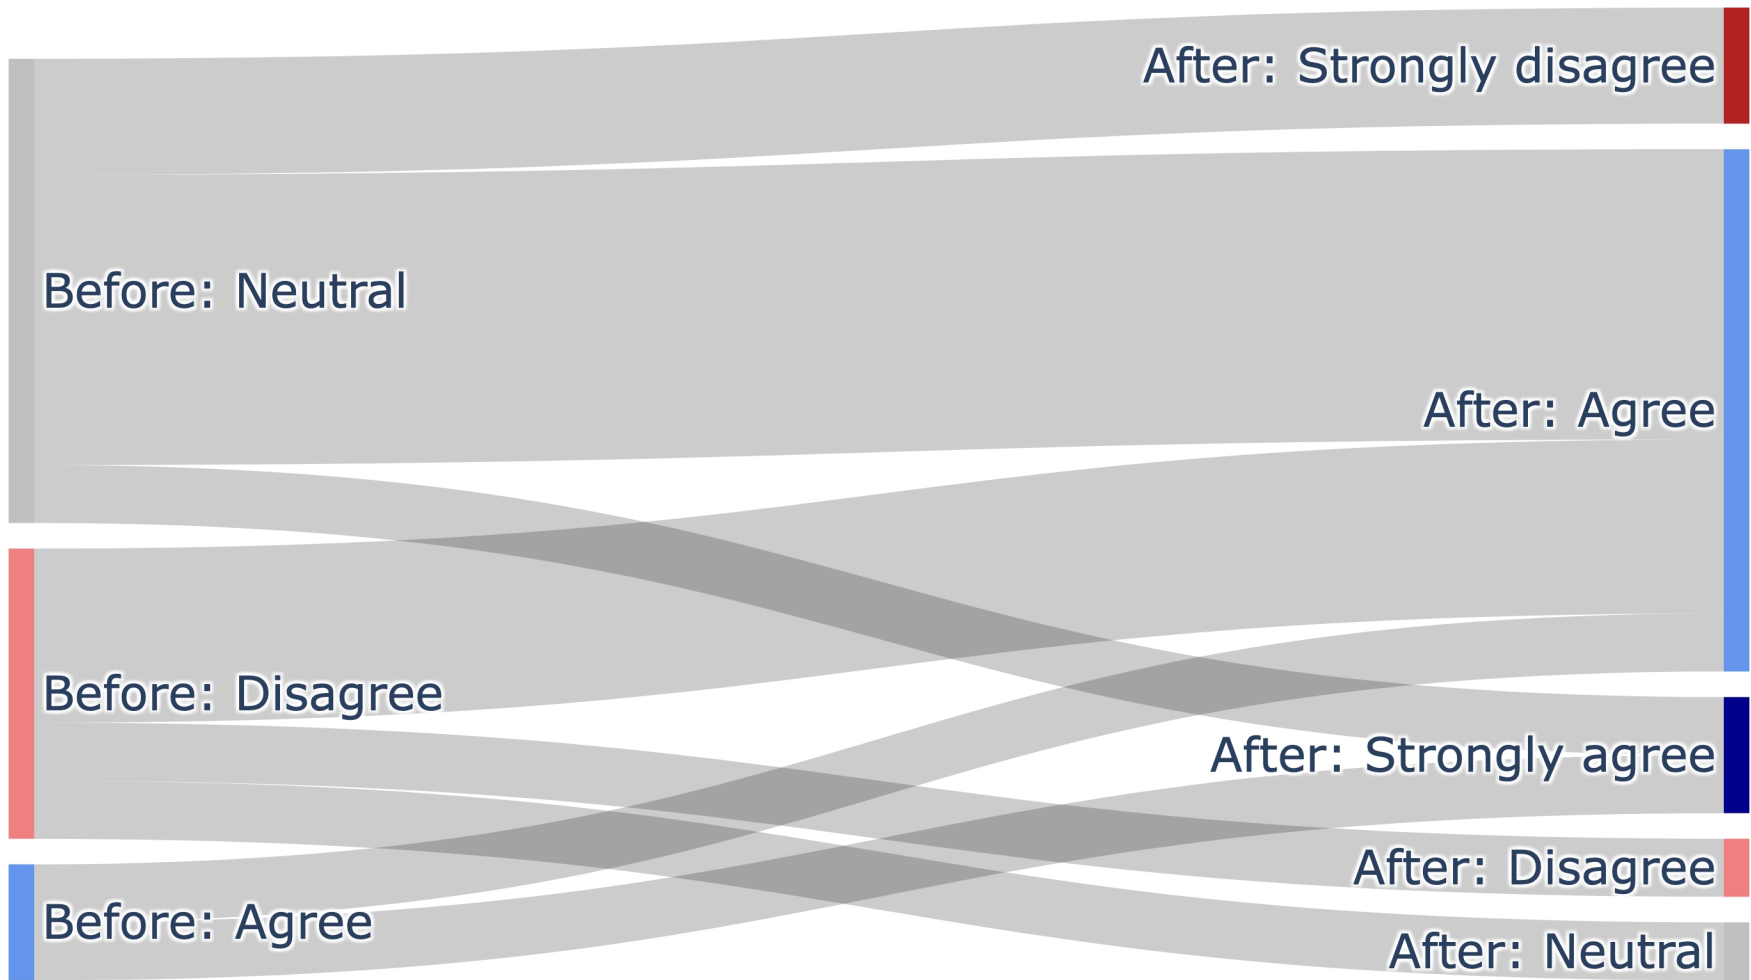 After: Strongly disagree
Before: Neutral
After: Agree
Before: Disagree
After: Strongly agree
After: Disagree
Before: Agree
After: Neutral